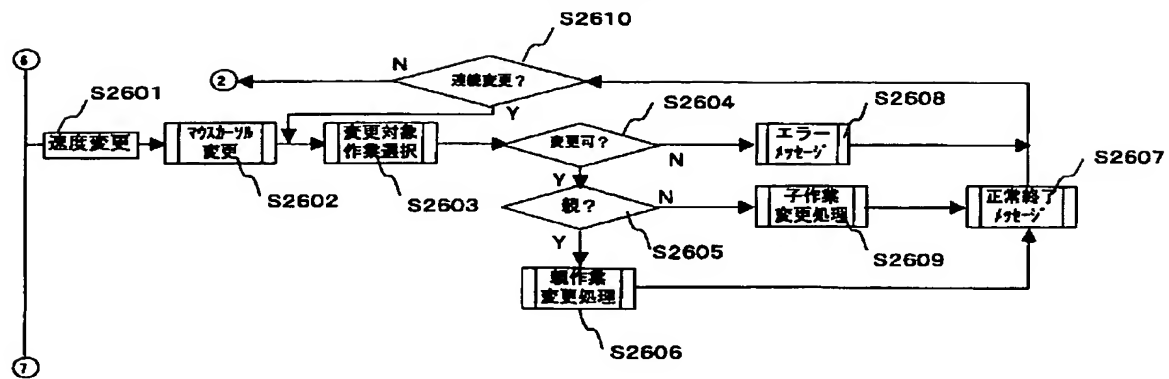 S2610
6
N
2
連続変更？
S2601
Y
S2604
S2608
速度変更
マウスカーソル
変更
変更対象
作業選択
変更可？
N
エラー
メッセージ
S2607
S2602
S2603
Y
親？
N
子作業
変更処理
正常終了
メッセージ
Y
S2605
S2609
親作業
変更処理
S2606
7